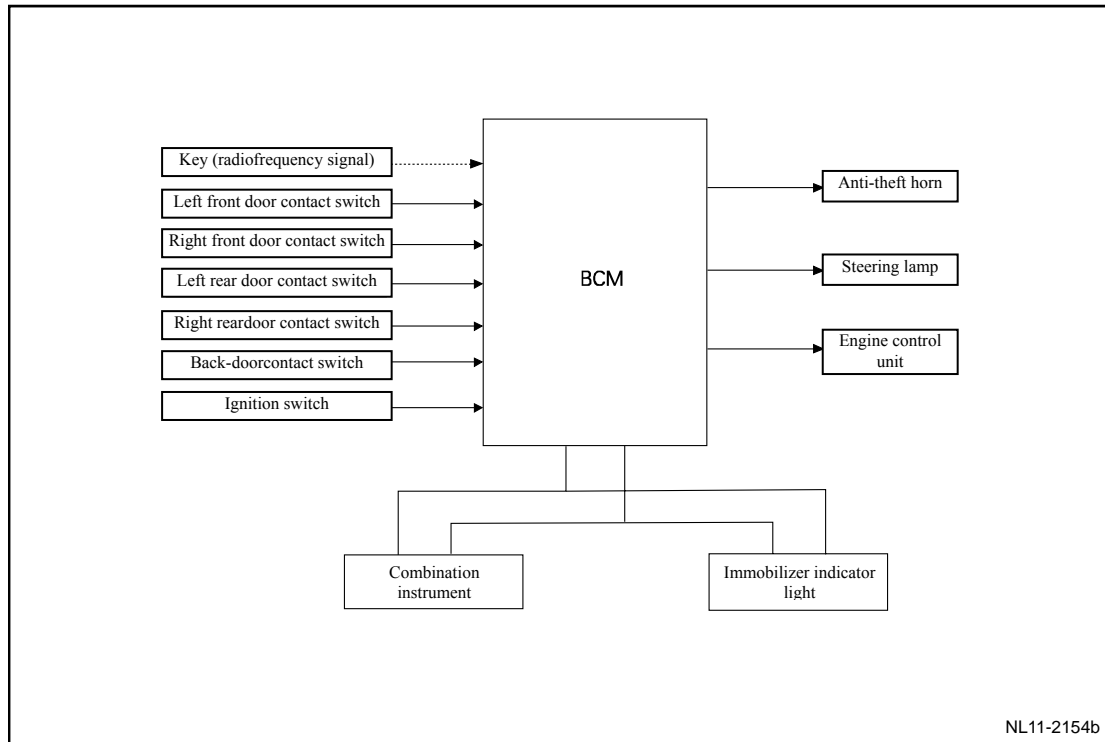 Key (radiofrequency signal)
Left front door contact switch
Right front door contact switch
Left rear door contact switch
Right reardoor contact switch
Back-doorcontact switch
Ignition switch
BCM
Anti-theft horn
Steering lamp
Engine control
unit
Combination
instrument
Immobilizer indicator
light
NL11-2154b